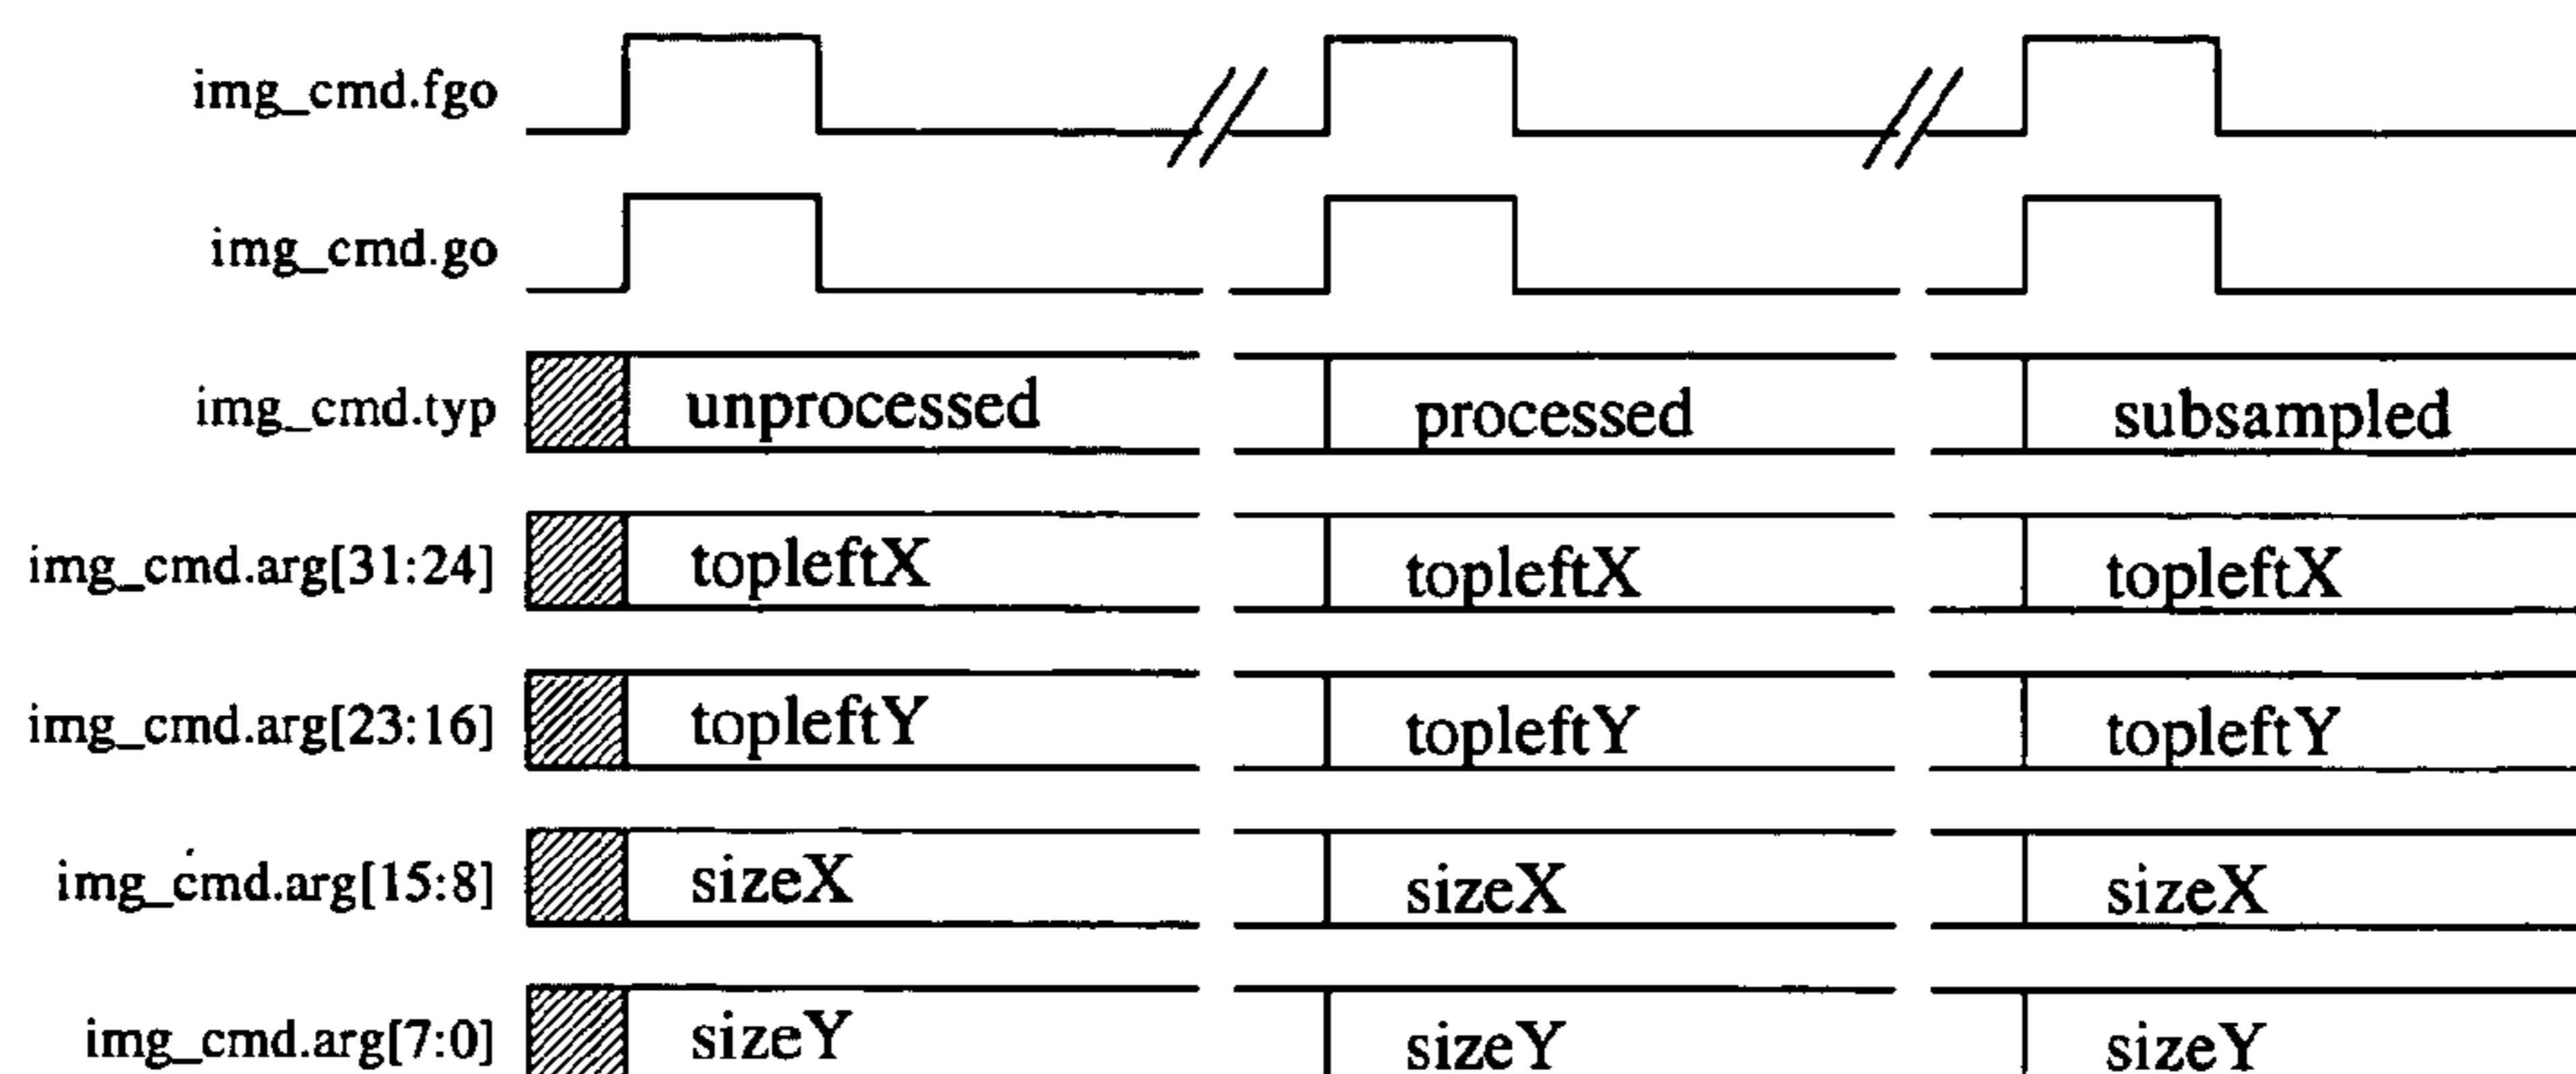 img_cmd.fgo
img_cmd.go
img_cmd.typ unprocessed processed subsampled
img_cmd.arg[31:24] topleftX topleftX topleftX
img_cmd.arg[23:16] topleftY topleftY topleftY
img_cmd.arg[15:8] sizeX sizeX sizeX
img_cmd.arg[7:0] sizeY sizeY sizeY